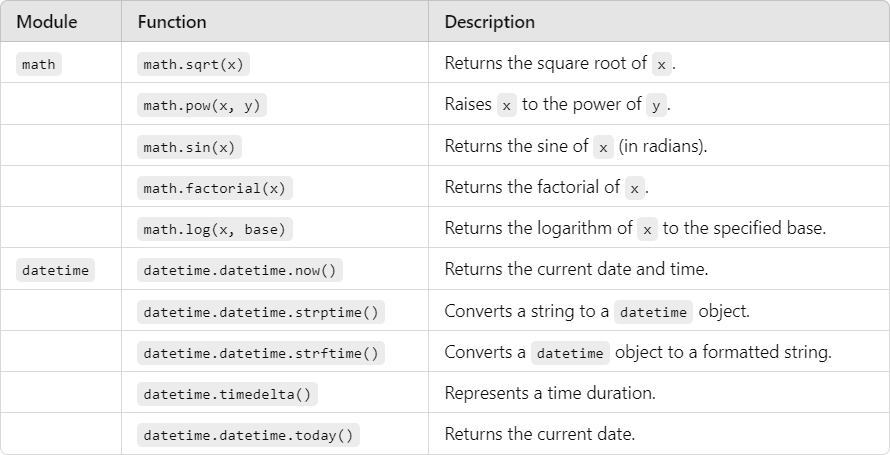 Module Function Description
math math.sqrt(x) Returns the square root of x.
math.pow(x, y) Raises x to the power of y.
math.sin(x) Returns the sine of x (in radians).
math.factorial(x) Returns the factorial of x.
math.log(x, base) Returns the logarithm of x to the specified base.
datetime datetime.datetime.now() Returns the current date and time.
datetime.datetime.strptime() Converts a string to a datetime object.
datetime.datetime.strftime() Converts a datetime object to a formatted string.
datetime.timedelta() Represents a time duration.
datetime.datetime.today() Returns the current date.